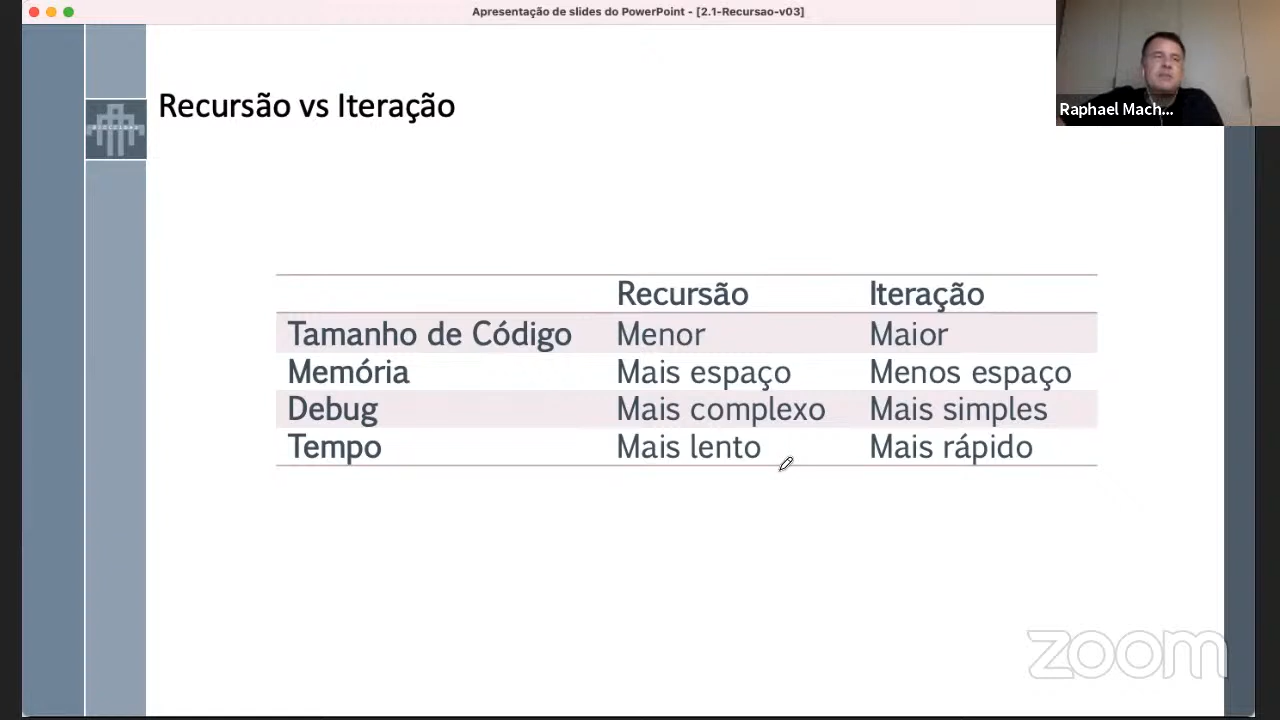 Apresentação de slides do PowerPoint - [2.1-Recursao-v03]
Raphael Mach...
Recursão vs Iteração
Recursão Iteração
Tamanho de Código Menor Maior
Memória Mais espaço Menos espaço
Debug Mais complexo Mais simples
Tempo Mais lento Mais rápido
zoom